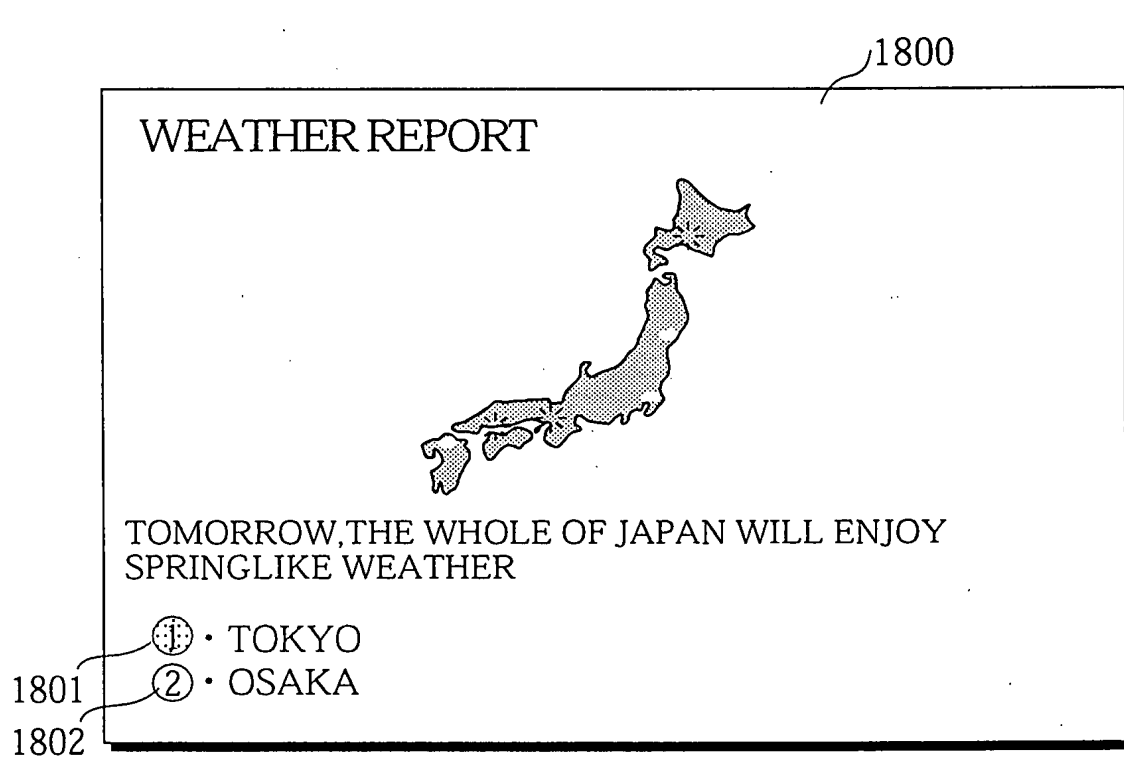 1800
WEATHER REPORT
TOMORROW,THE WHOLE OF JAPAN WILL ENJOY
SPRINGLIKE WEATHER
1 · TOKYO
2 · OSAKA
1801
1802